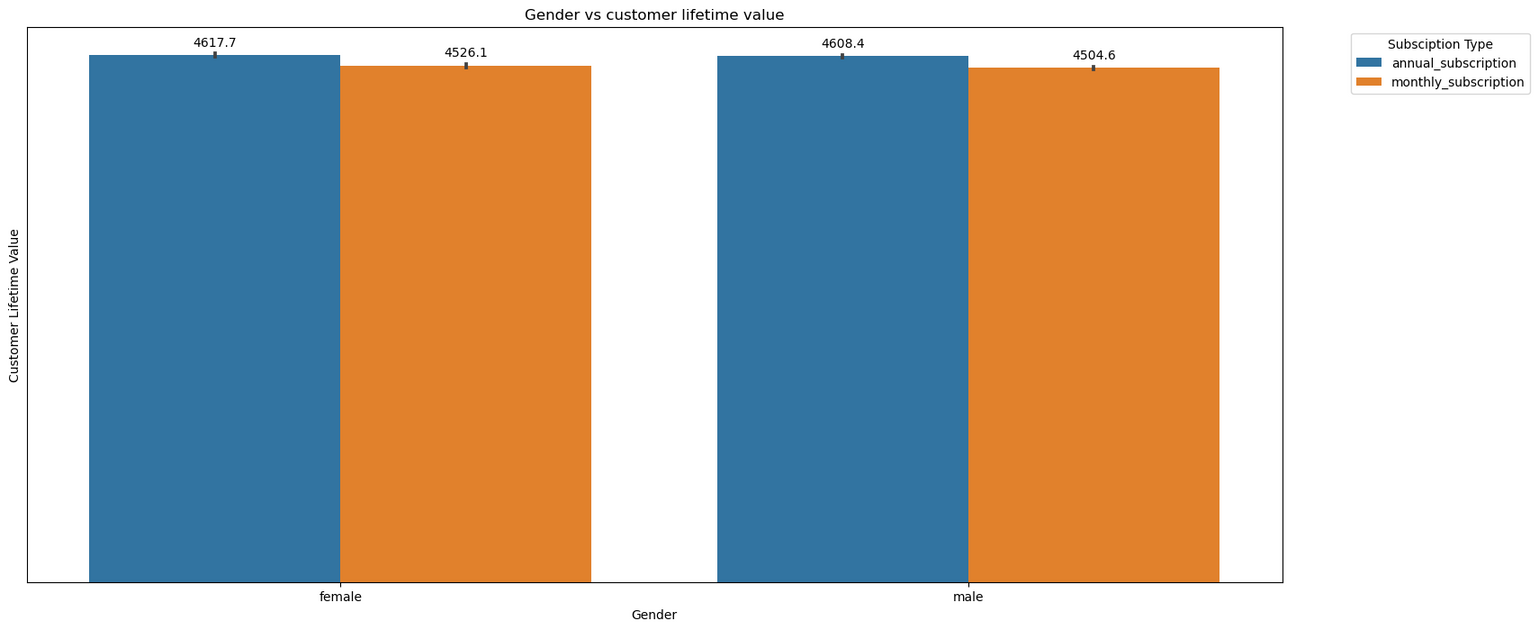 Gender vs customer lifetime value
4617.7
4526.1
4608.4
4504.6
Subsciption Type
annual_subscription
monthly_subscription
Customer Lifetime Value
female
male
Gender